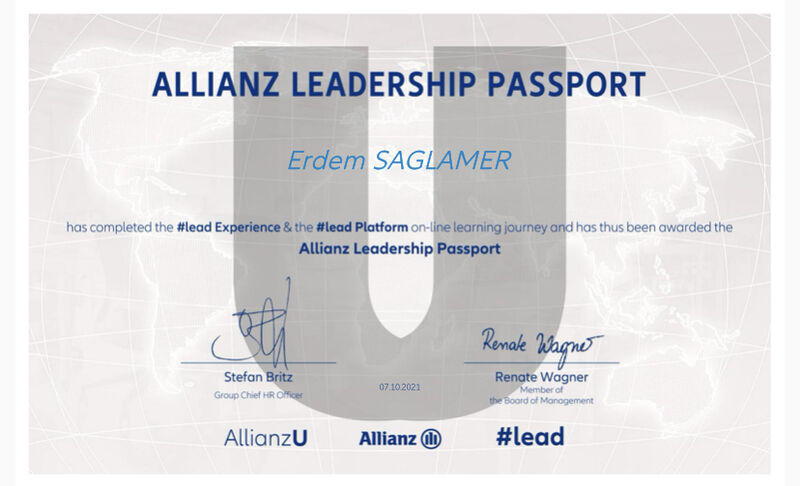 ALLIANZ LEADERSHIP PASSPORT
Erdem SAGLAMER
has completed the #lead Experience & the #lead Platform on-line learning journey and has thus been awarded the
Allianz Leadership Passport
Renate Wagner
Stefan Britz
Group Chief HR Officer
07.10.2021
Renate Wagner
Member of
the Board of Management
AllianzU
Allianz
#lead